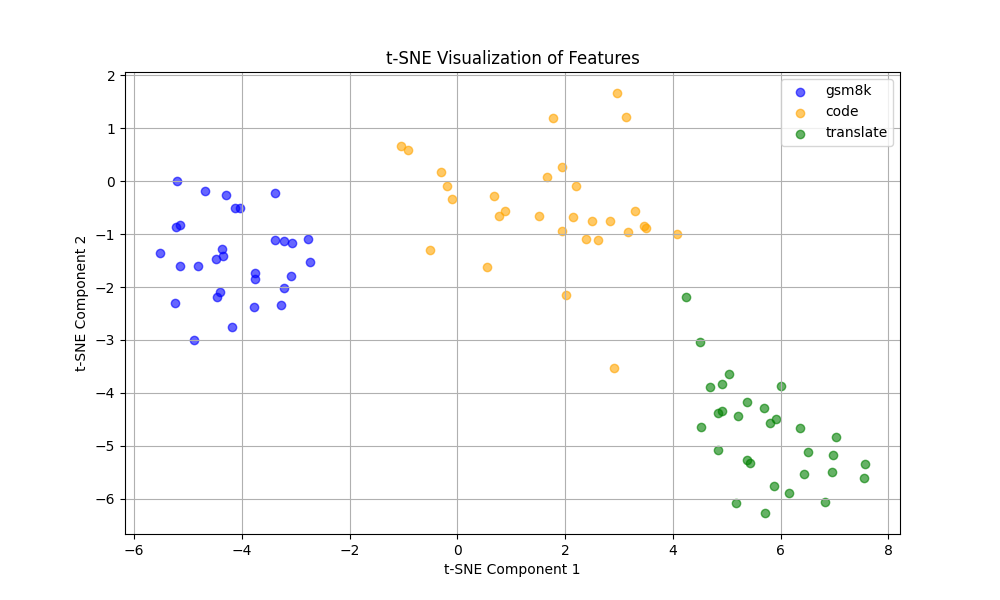 t-SNE Visualization of Features
gsm8k
code
translate
2
1
0
−1
−2
−3
−4
−5
−6
t-SNE Component 2
−6
−4
−2
0
2
4
6
8
t-SNE Component 1